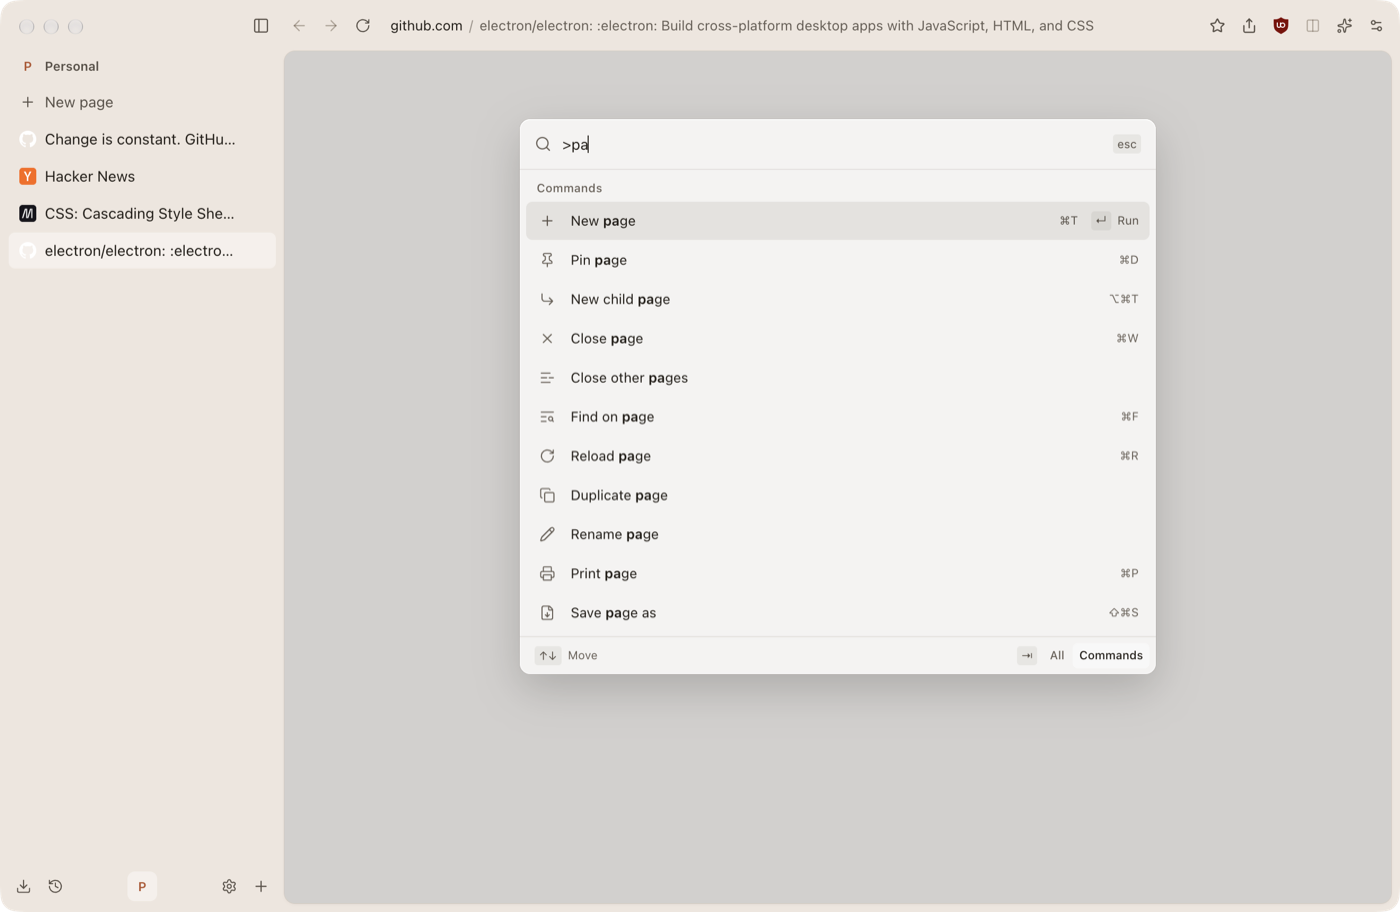 github.com / electron/electron: :electron: Build cross-platform desktop apps with JavaScript, HTML, and CSS
P Personal
New page
Change is constant. GitHu...
Y Hacker News
M CSS: Cascading Style She...
electron/electron: :electro...
P
>pa esc
Commands
New page ⌘T ↵ Run
Pin page ⌘D
New child page ⌥⌘T
Close page ⌘W
Close other pages
Find on page ⌘F
Reload page ⌘R
Duplicate page
Rename page
Print page ⌘P
Save page as ⇧⌘S
↑↓ Move ⇥ All Commands